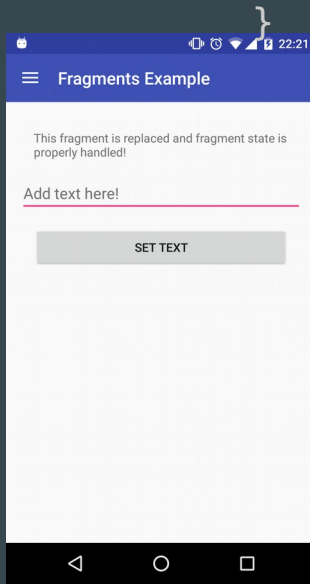 }
22:21
Fragments Example
This fragment is replaced and fragment state is
properly handled!
Add text here!
SET TEXT